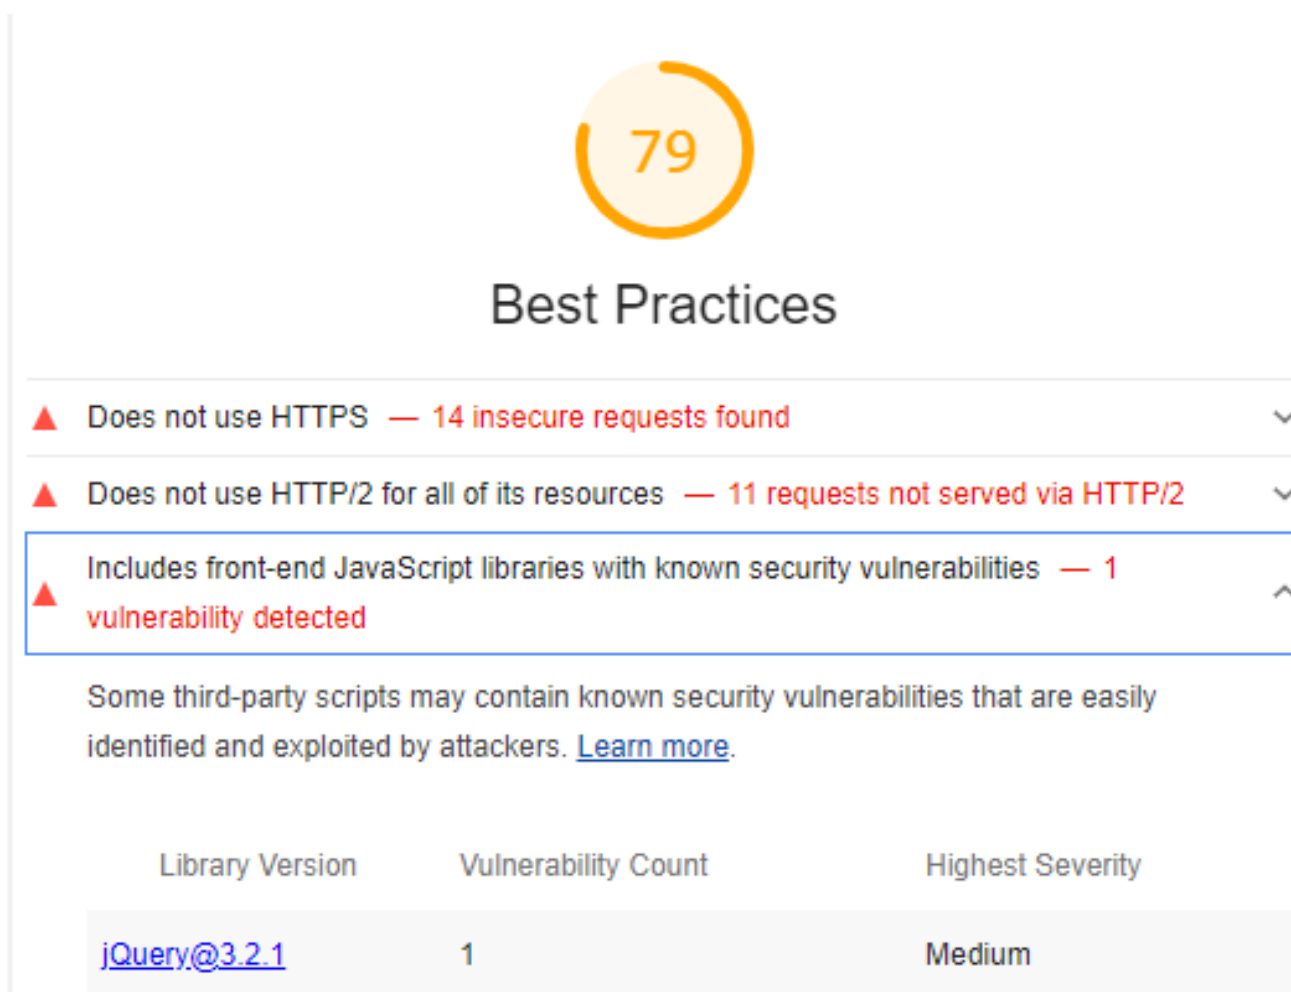 79
Best Practices
Does not use HTTPS — 14 insecure requests found
Does not use HTTP/2 for all of its resources — 11 requests not served via HTTP/2
Includes front-end JavaScript libraries with known security vulnerabilities — 1
vulnerability detected
Some third-party scripts may contain known security vulnerabilities that are easily
identified and exploited by attackers. Learn more.
Library Version Vulnerability Count Highest Severity
jQuery@3.2.1 1 Medium